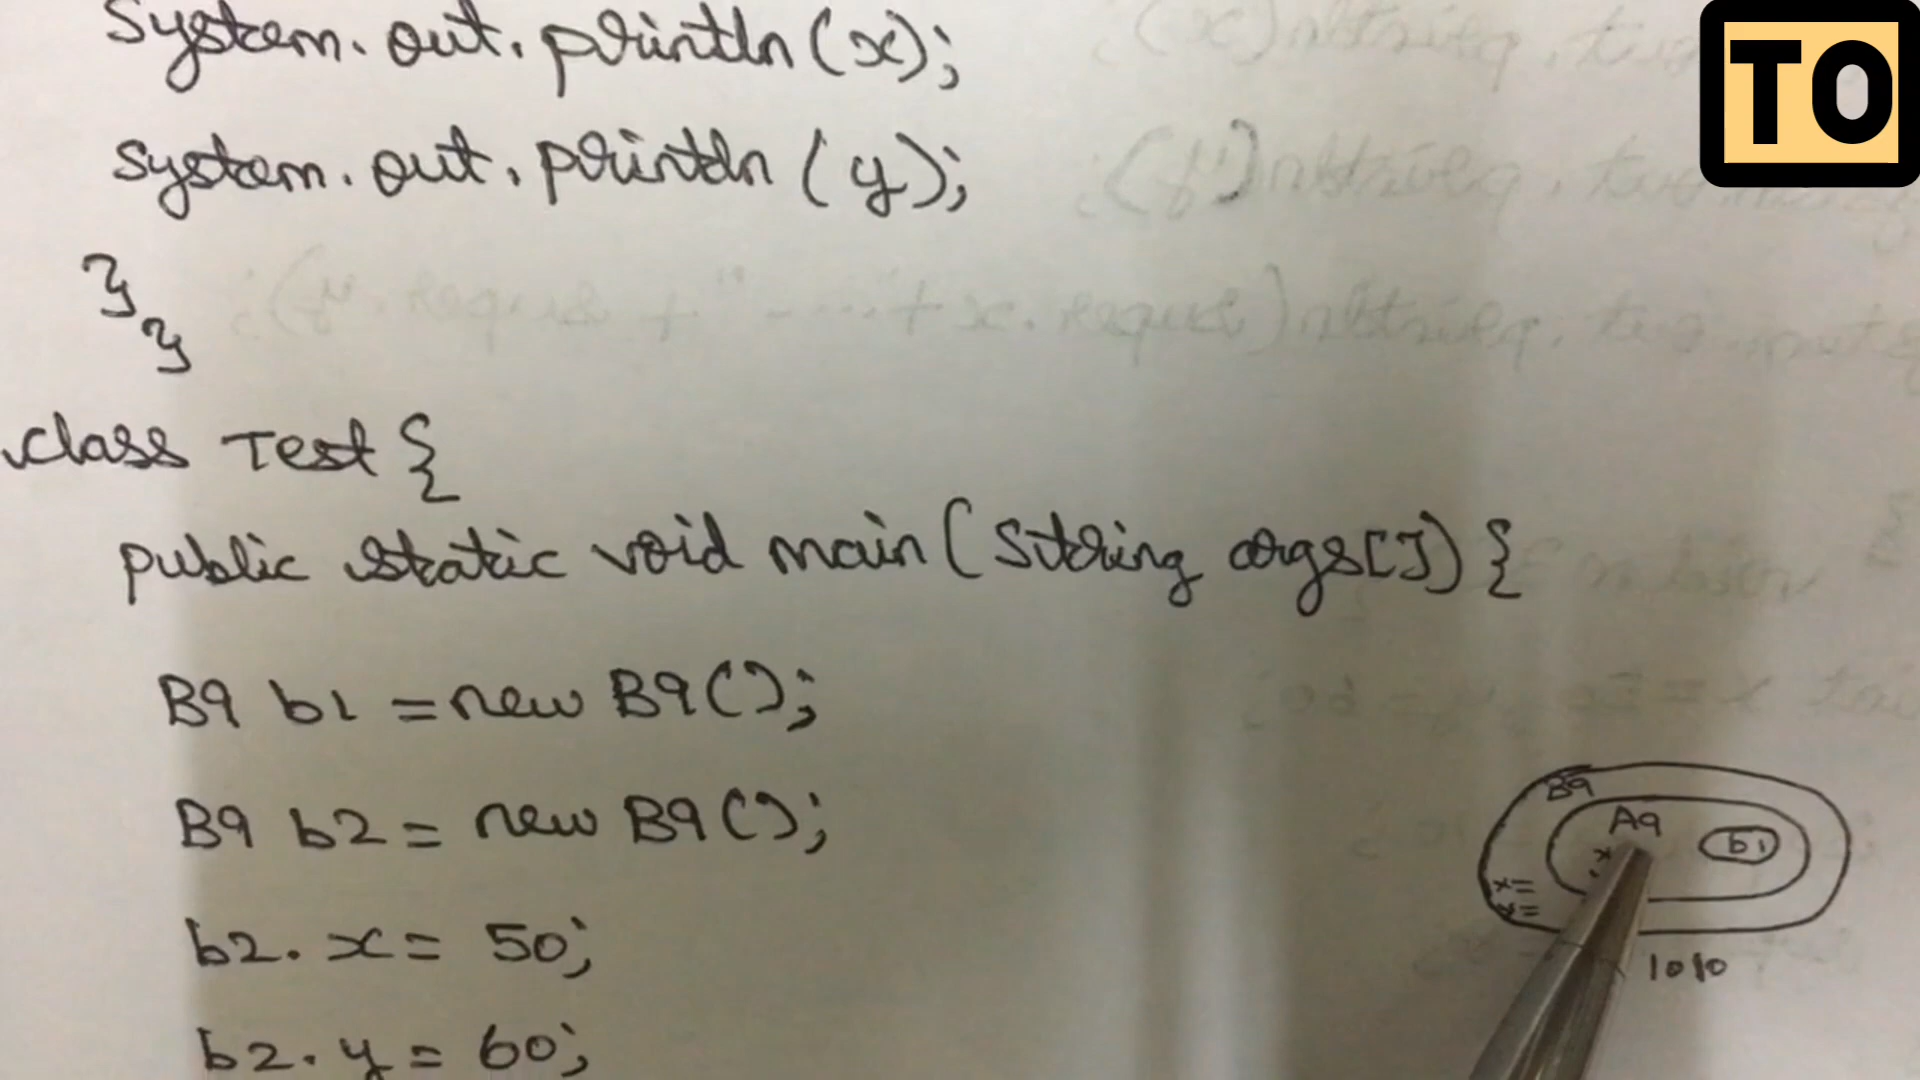 System.out.println(x);
system.out.println(y);
}
}
class Test {
public static void main(String args[]) {
B9 b1 = new B9();
B9 b2 = new B9();
b2.x = 50;
b2.y = 60;
B9
A9
b1
x
x=
x=
1010
TO